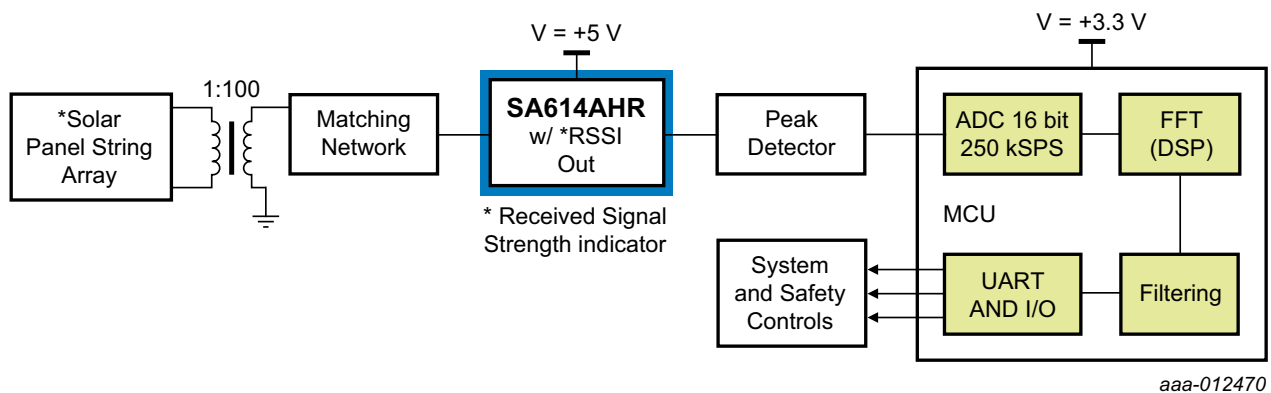 V = +5 V
V = +3.3 V
1:100
*Solar
Panel String
Array
Matching
Network
SA614AHR
w/ *RSSI
Out
* Received Signal
Strength indicator
Peak
Detector
ADC 16 bit
250 kSPS
FFT
(DSP)
MCU
System
and Safety
Controls
UART
AND I/O
Filtering
aaa-012470